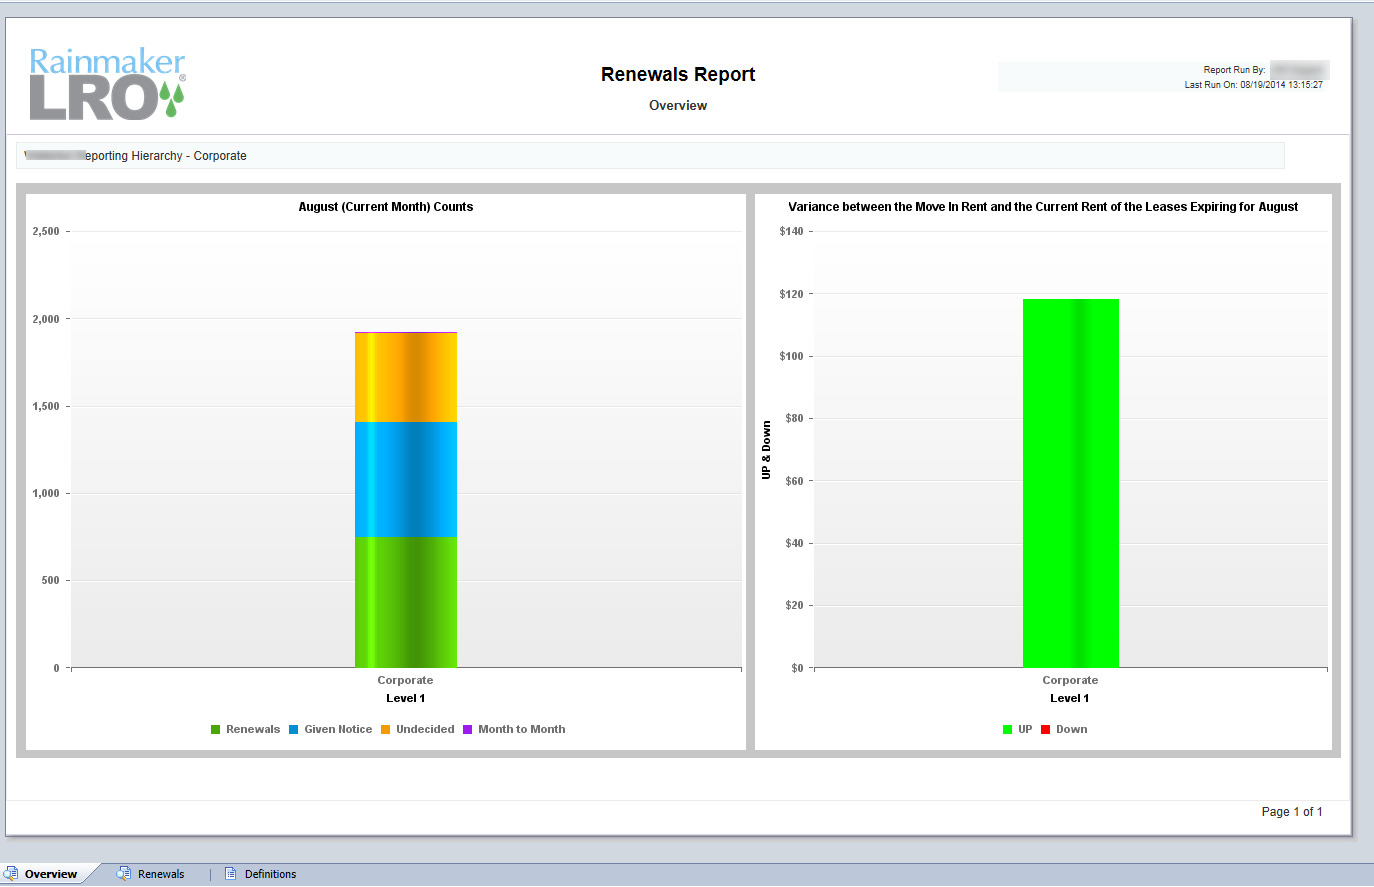 Rainmaker
LRO®
Renewals Report
Overview
Report Run By:
Last Run On: 08/19/2014 13:15:27
Hierarchy - Corporate
August (Current Month) Counts
2,500
2,000
1,500
1,000
500
0
Corporate
Level 1
Renewals Given Notice Undecided Month to Month
Variance between the Move In Rent and the Current Rent of the Leases Expiring for August
$140
$120
$100
$80
$60
$40
$20
$0
UP & Down
Corporate
Level 1
UP Down
Page 1 of 1
Overview Renewals Definitions